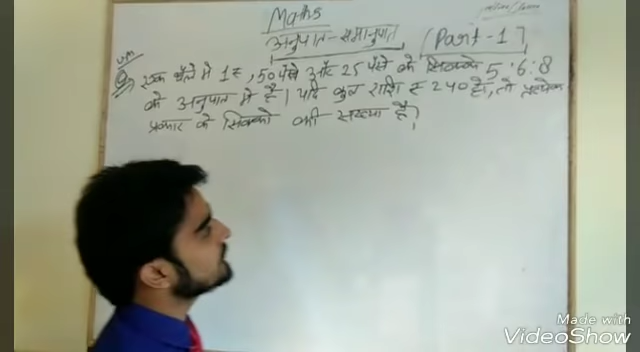 Maths
अनुपात-समानुपात (Part-1)
Q. एक थैले में 1₹, 50 पैसे और 25 पैसे के सिक्के 5:6:8
के अनुपात में है। यदि कुल राशि ₹ 240 हो, तो प्रत्येक
प्रकार के सिक्को की सख्या है?
Made with
VideoShow